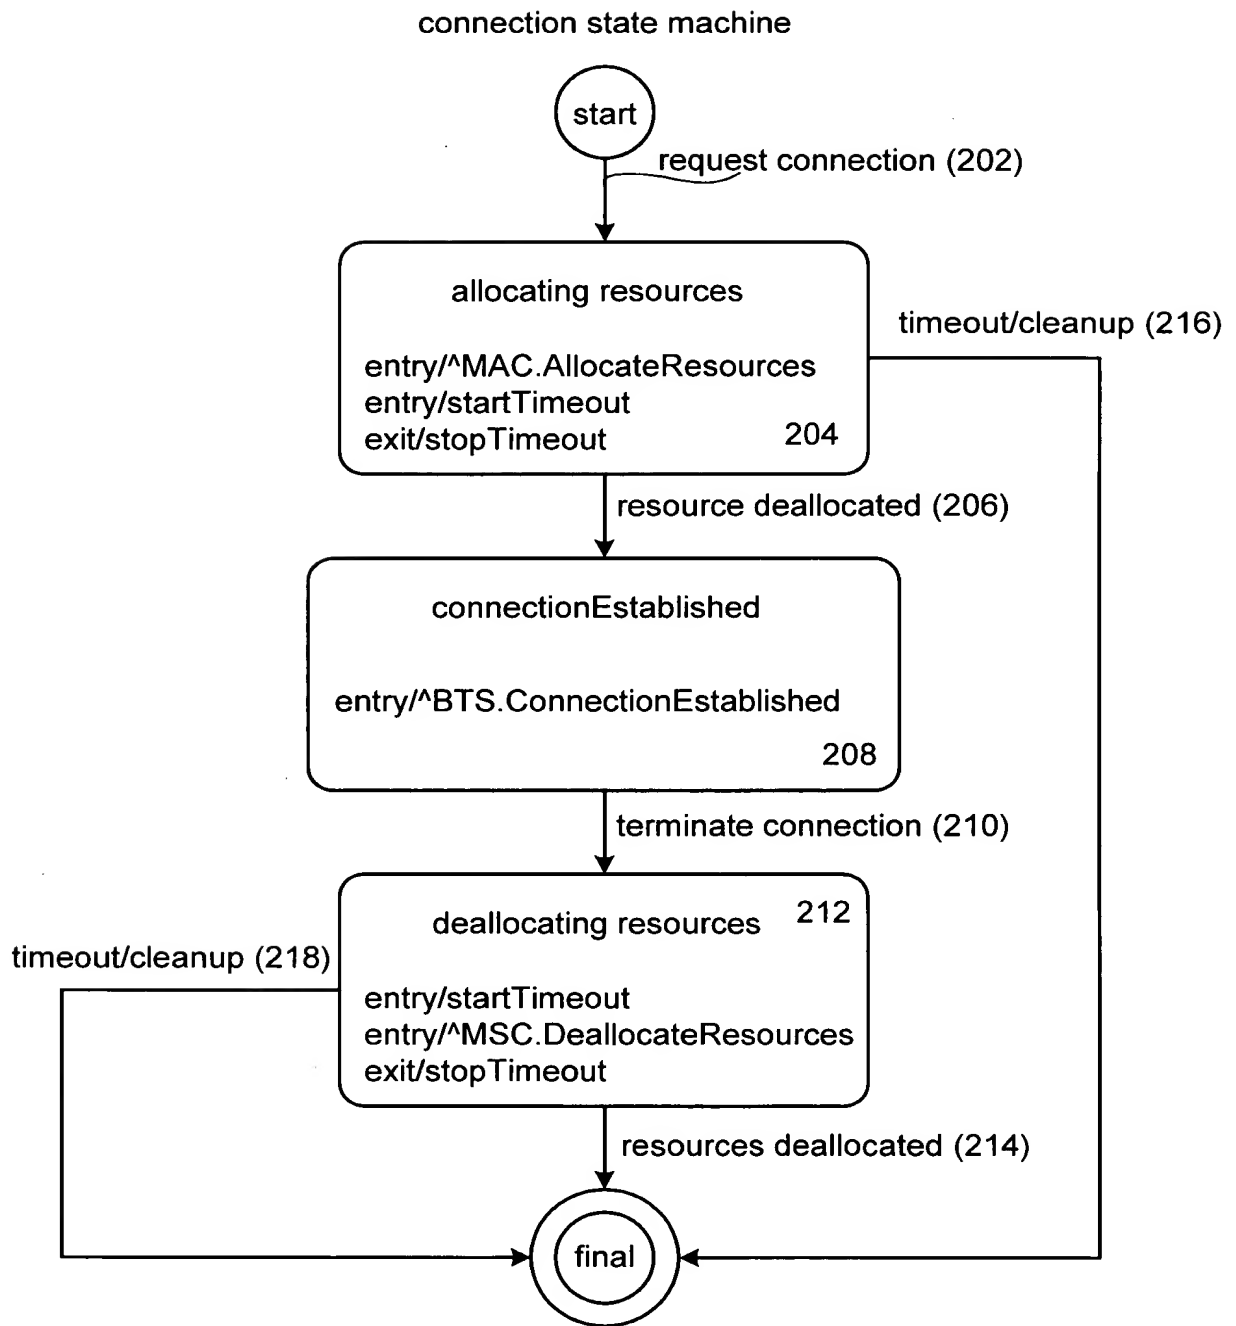 connection state machine
start
request connection (202)
allocating resources
timeout/cleanup (216)
entry/^MAC.AllocateResources
entry/startTimeout
exit/stopTimeout
204
resource deallocated (206)
connectionEstablished
entry/^BTS.ConnectionEstablished
208
terminate connection (210)
212
deallocating resources
timeout/cleanup (218)
entry/startTimeout
entry/^MSC.DeallocateResources
exit/stopTimeout
resources deallocated (214)
final